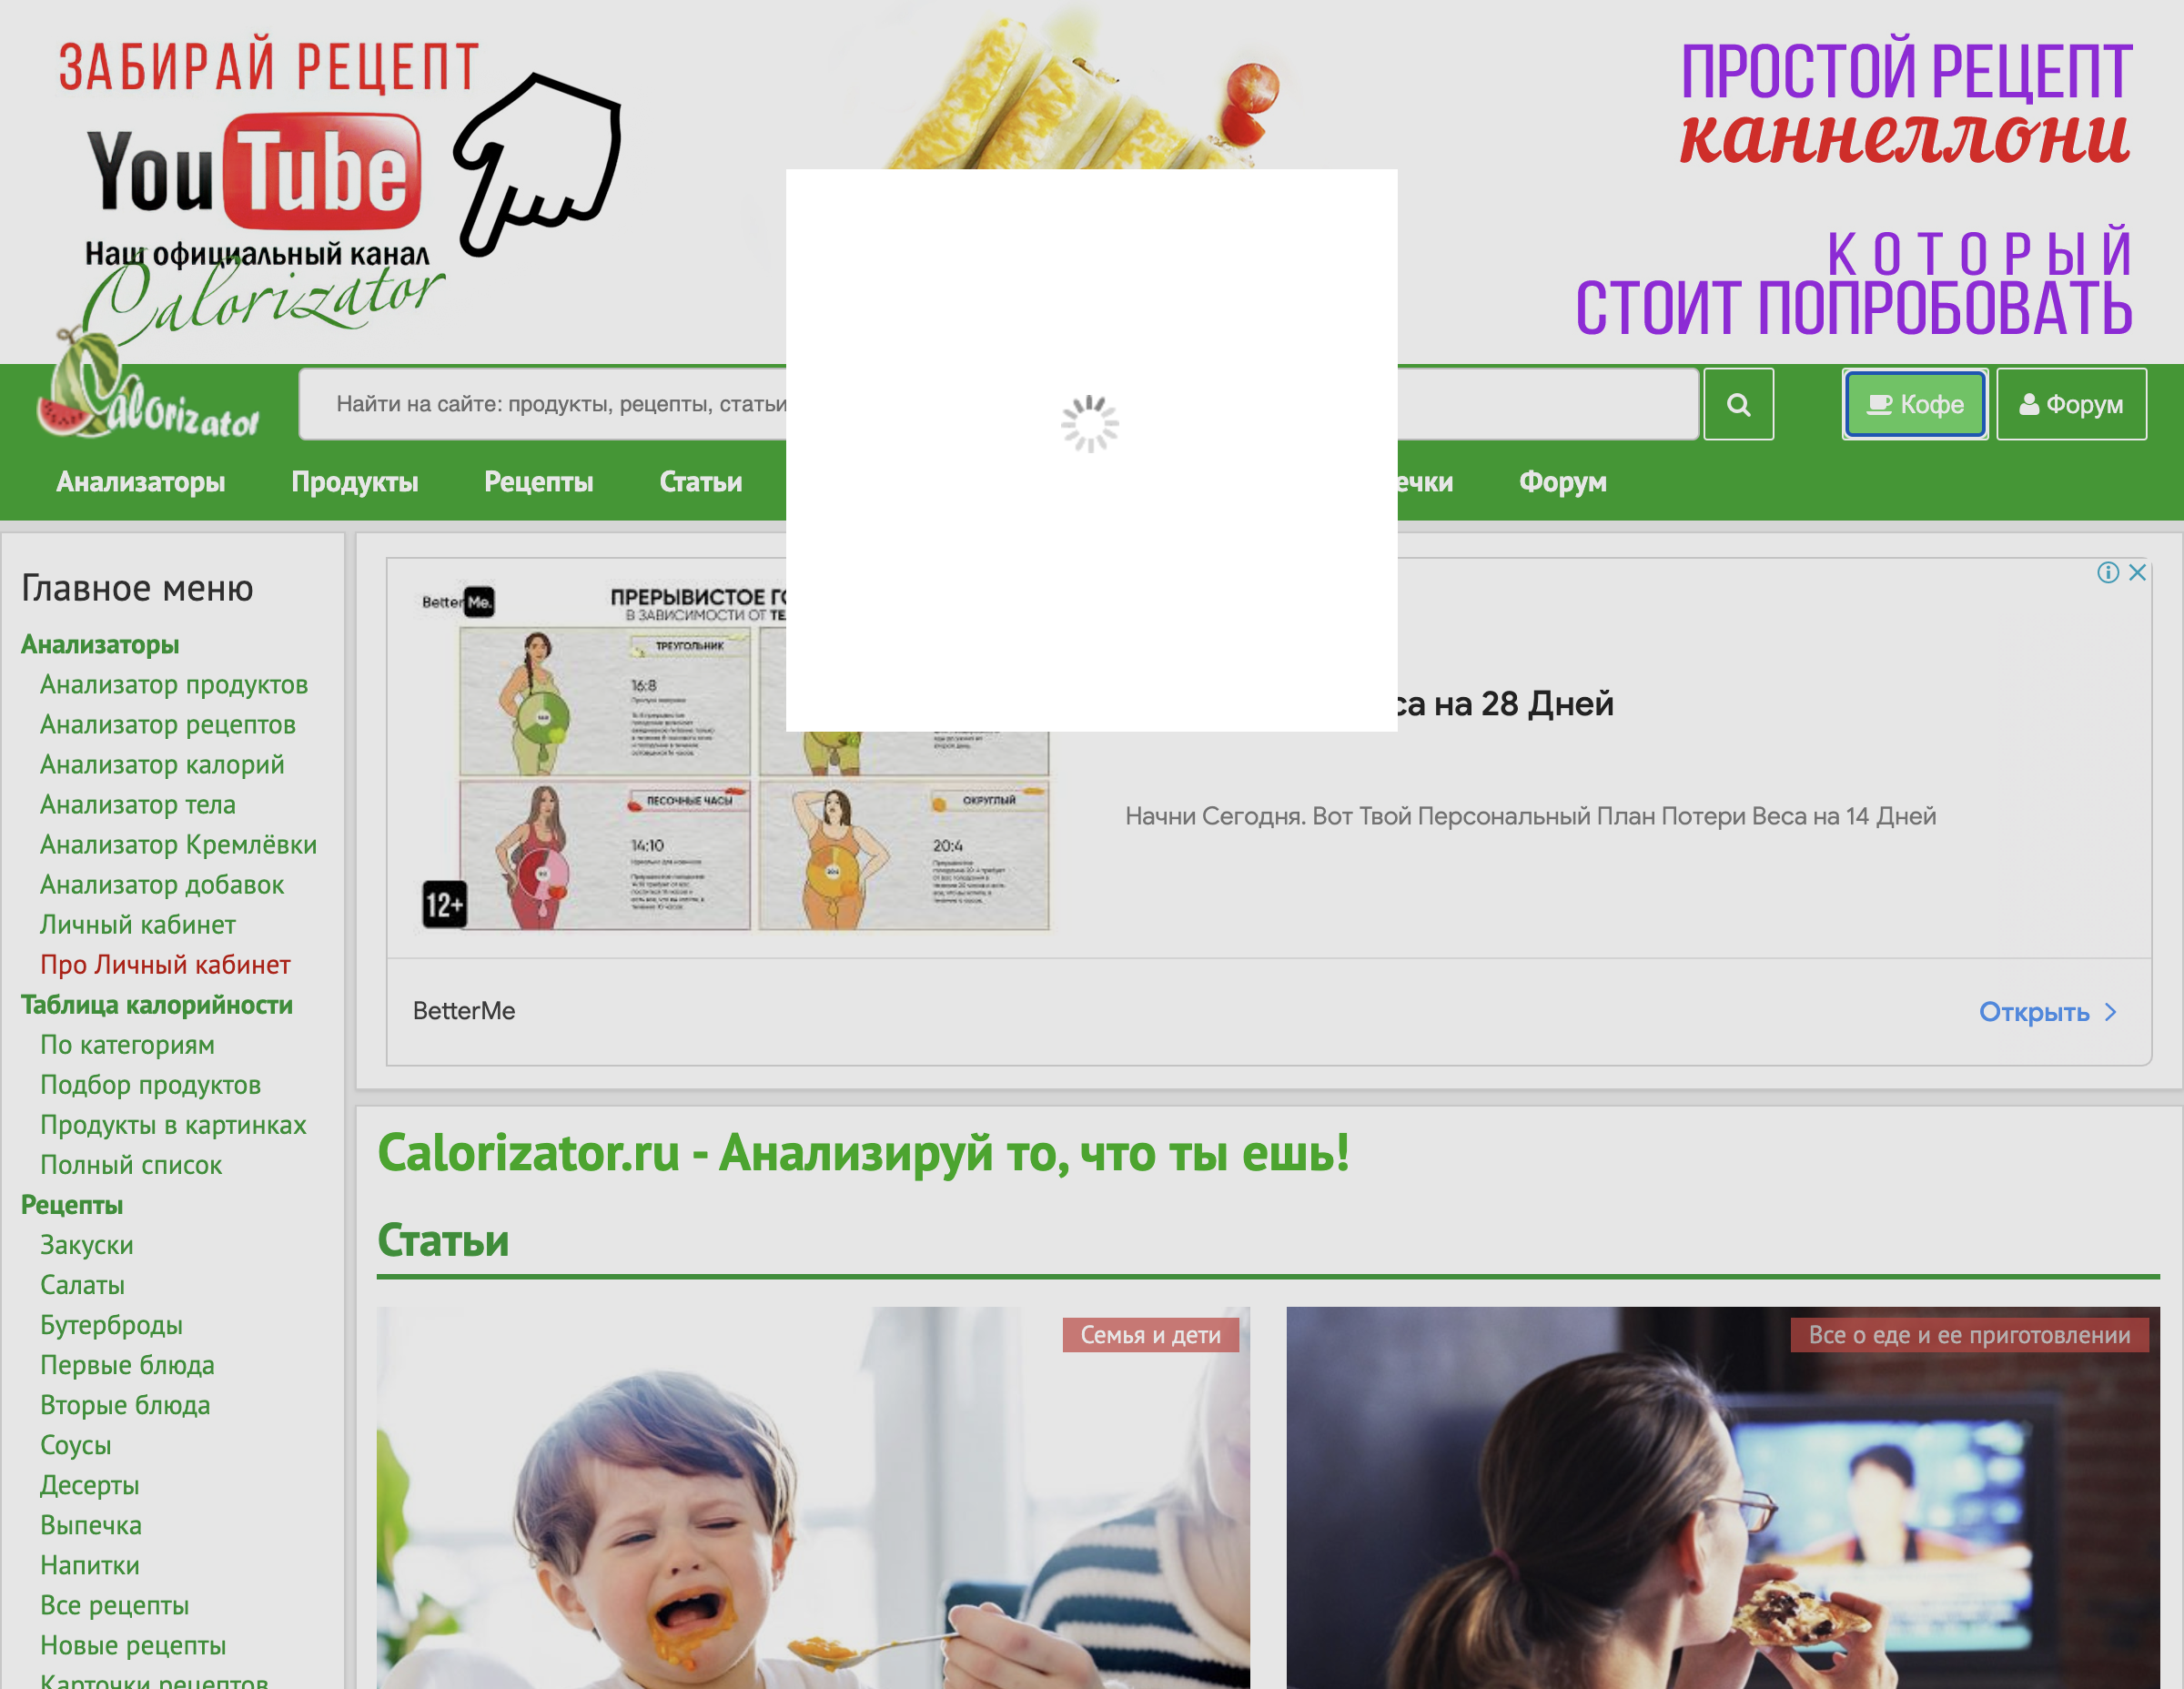 ЗАБИРАЙ РЕЦЕПТ
YouTube
Наш официальный канал
Calorizator
ПРОСТОЙ РЕЦЕПТ
каннеллони
КОТОРЫЙ
СТОИТ ПОПРОБОВАТЬ
Calorizator
Найти на сайте: продукты, рецепты, статьи
Кофе
Форум
Анализаторы
Продукты
Рецепты
Статьи
ечки
Форум
Главное меню
Анализаторы
Анализатор продуктов
Анализатор рецептов
Анализатор калорий
Анализатор тела
Анализатор Кремлёвки
Анализатор добавок
Личный кабинет
Про Личный кабинет
Таблица калорийности
По категориям
Подбор продуктов
Продукты в картинках
Полный список
Рецепты
Закуски
Салаты
Бутерброды
Первые блюда
Вторые блюда
Соусы
Десерты
Выпечка
Напитки
Все рецепты
Новые рецепты
Карточки рецептов
BetterMe.
ПРЕРЫВИСТОЕ
В ЗАВИСИМОСТИ ОТ
ТРЕУГОЛЬНИК
16:8
ПЕСОЧНЫЕ ЧАСЫ
14:10
ОКРУГЛЫЙ
20:4
12+
са на 28 Дней
Начни Сегодня. Вот Твой Персональный План Потери Веса на 14 Дней
BetterMe
Открыть
Calorizator.ru - Анализируй то, что ты ешь!
Статьи
Семья и дети
Все о еде и ее приготовлении